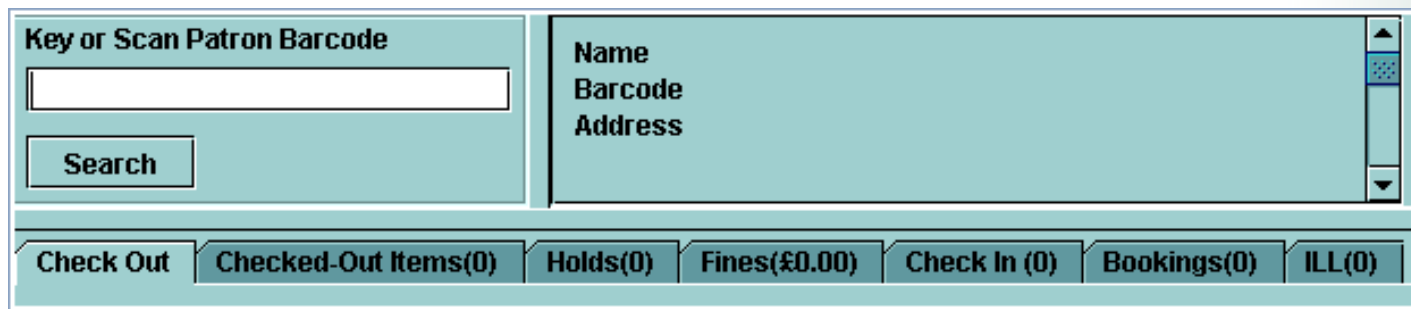 Key or Scan Patron Barcode
Search
Name
Barcode
Address
Check Out Checked-Out Items(0) Holds(0) Fines(£0.00) Check In (0) Bookings(0) ILL(0)